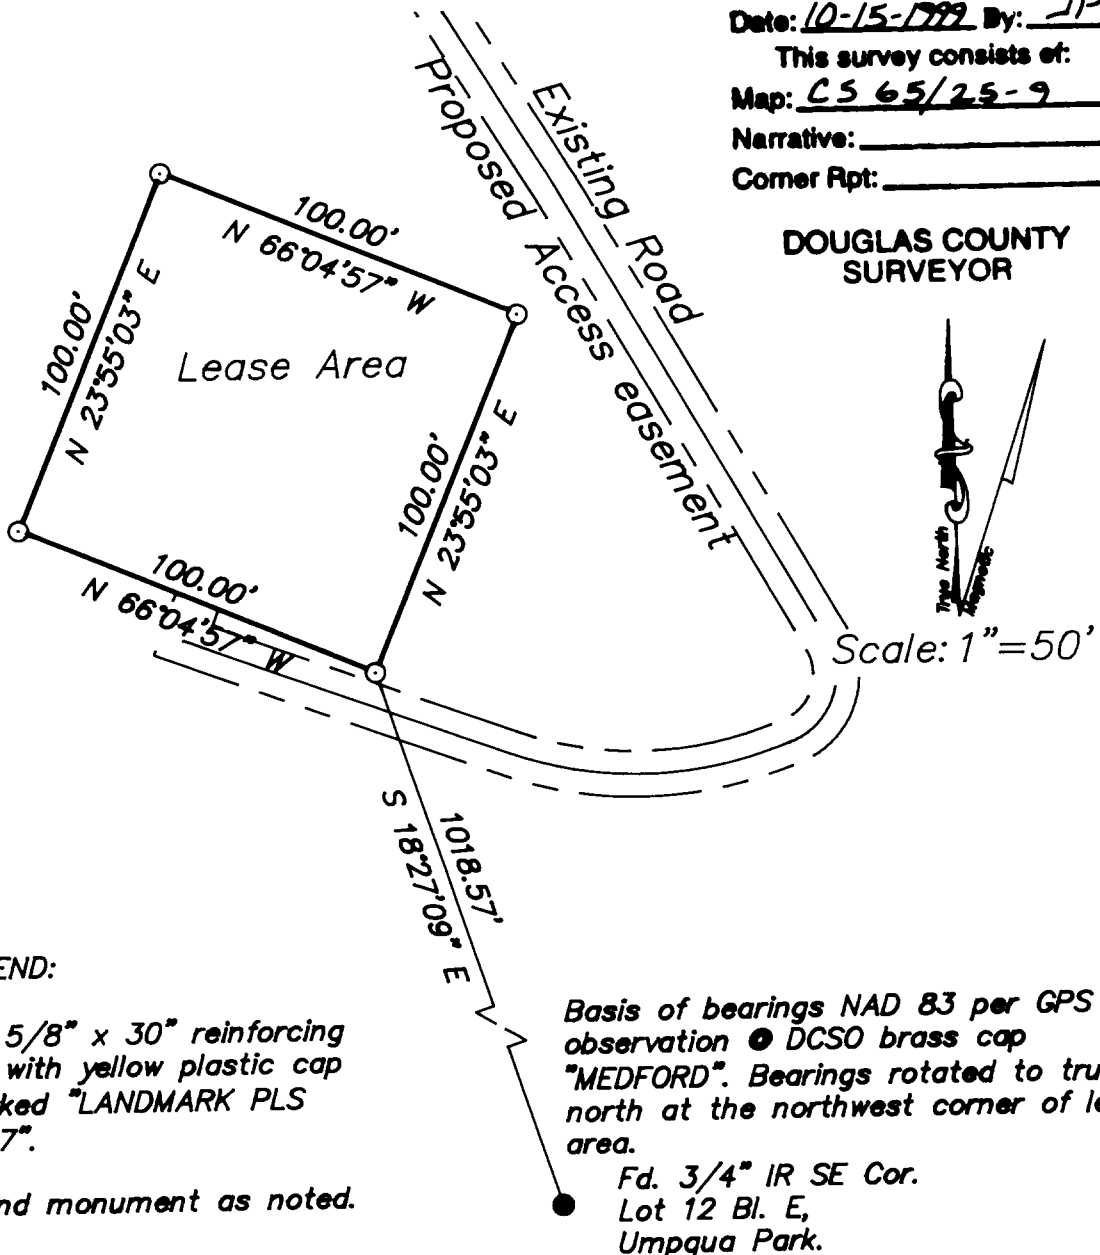 Date: 10-15-1999 By:
This survey consists of:
Map: CS 65/25-9
Narrative:
Corner Rpt:
DOUGLAS COUNTY
SURVEYOR
Existing Road
Proposed Access easement
100.00'
N 66°04'57" W
100.00'
N 23°55'03" E
Lease Area
100.00'
N 23°55'03" E
100.00'
N 66°04'57" W
True North
Magnetic
Scale: 1"=50'
1018.57'
S 18°27'09" E
END:
5/8" x 30" reinforcing
with yellow plastic cap
ked "LANDMARK PLS
7".
nd monument as noted.
Basis of bearings NAD 83 per GPS
observation @ DCSO brass cap
"MEDFORD". Bearings rotated to tru
north at the northwest corner of le
area.
Fd. 3/4" IR SE Cor.
Lot 12 Bl. E,
Umpqua Park.